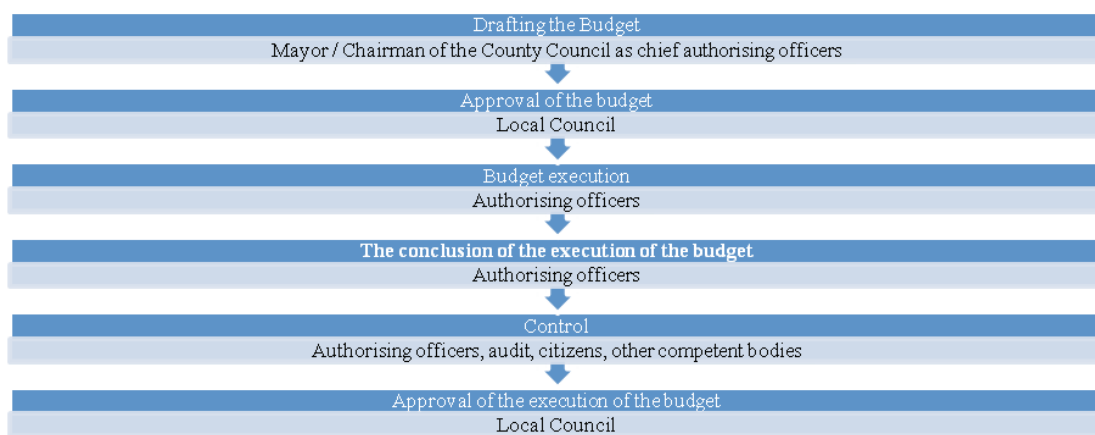 Drafting the Budget
Mayor / Chairman of the County Council as chief authorising officers
Approval of the budget
Local Council
Budget execution
Authorising officers
The conclusion of the execution of the budget
Authorising officers
Control
Authorising officers, audit, citizens, other competent bodies
Approval of the execution of the budget
Local Council